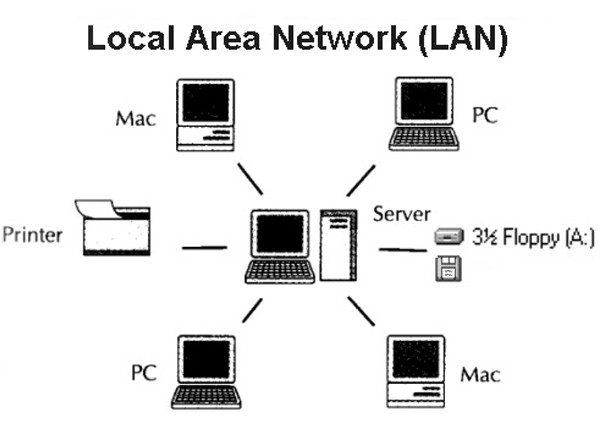 Local Area Network (LAN)
Mac
PC
Printer
Server
3½ Floppy (A:)
PC
Mac